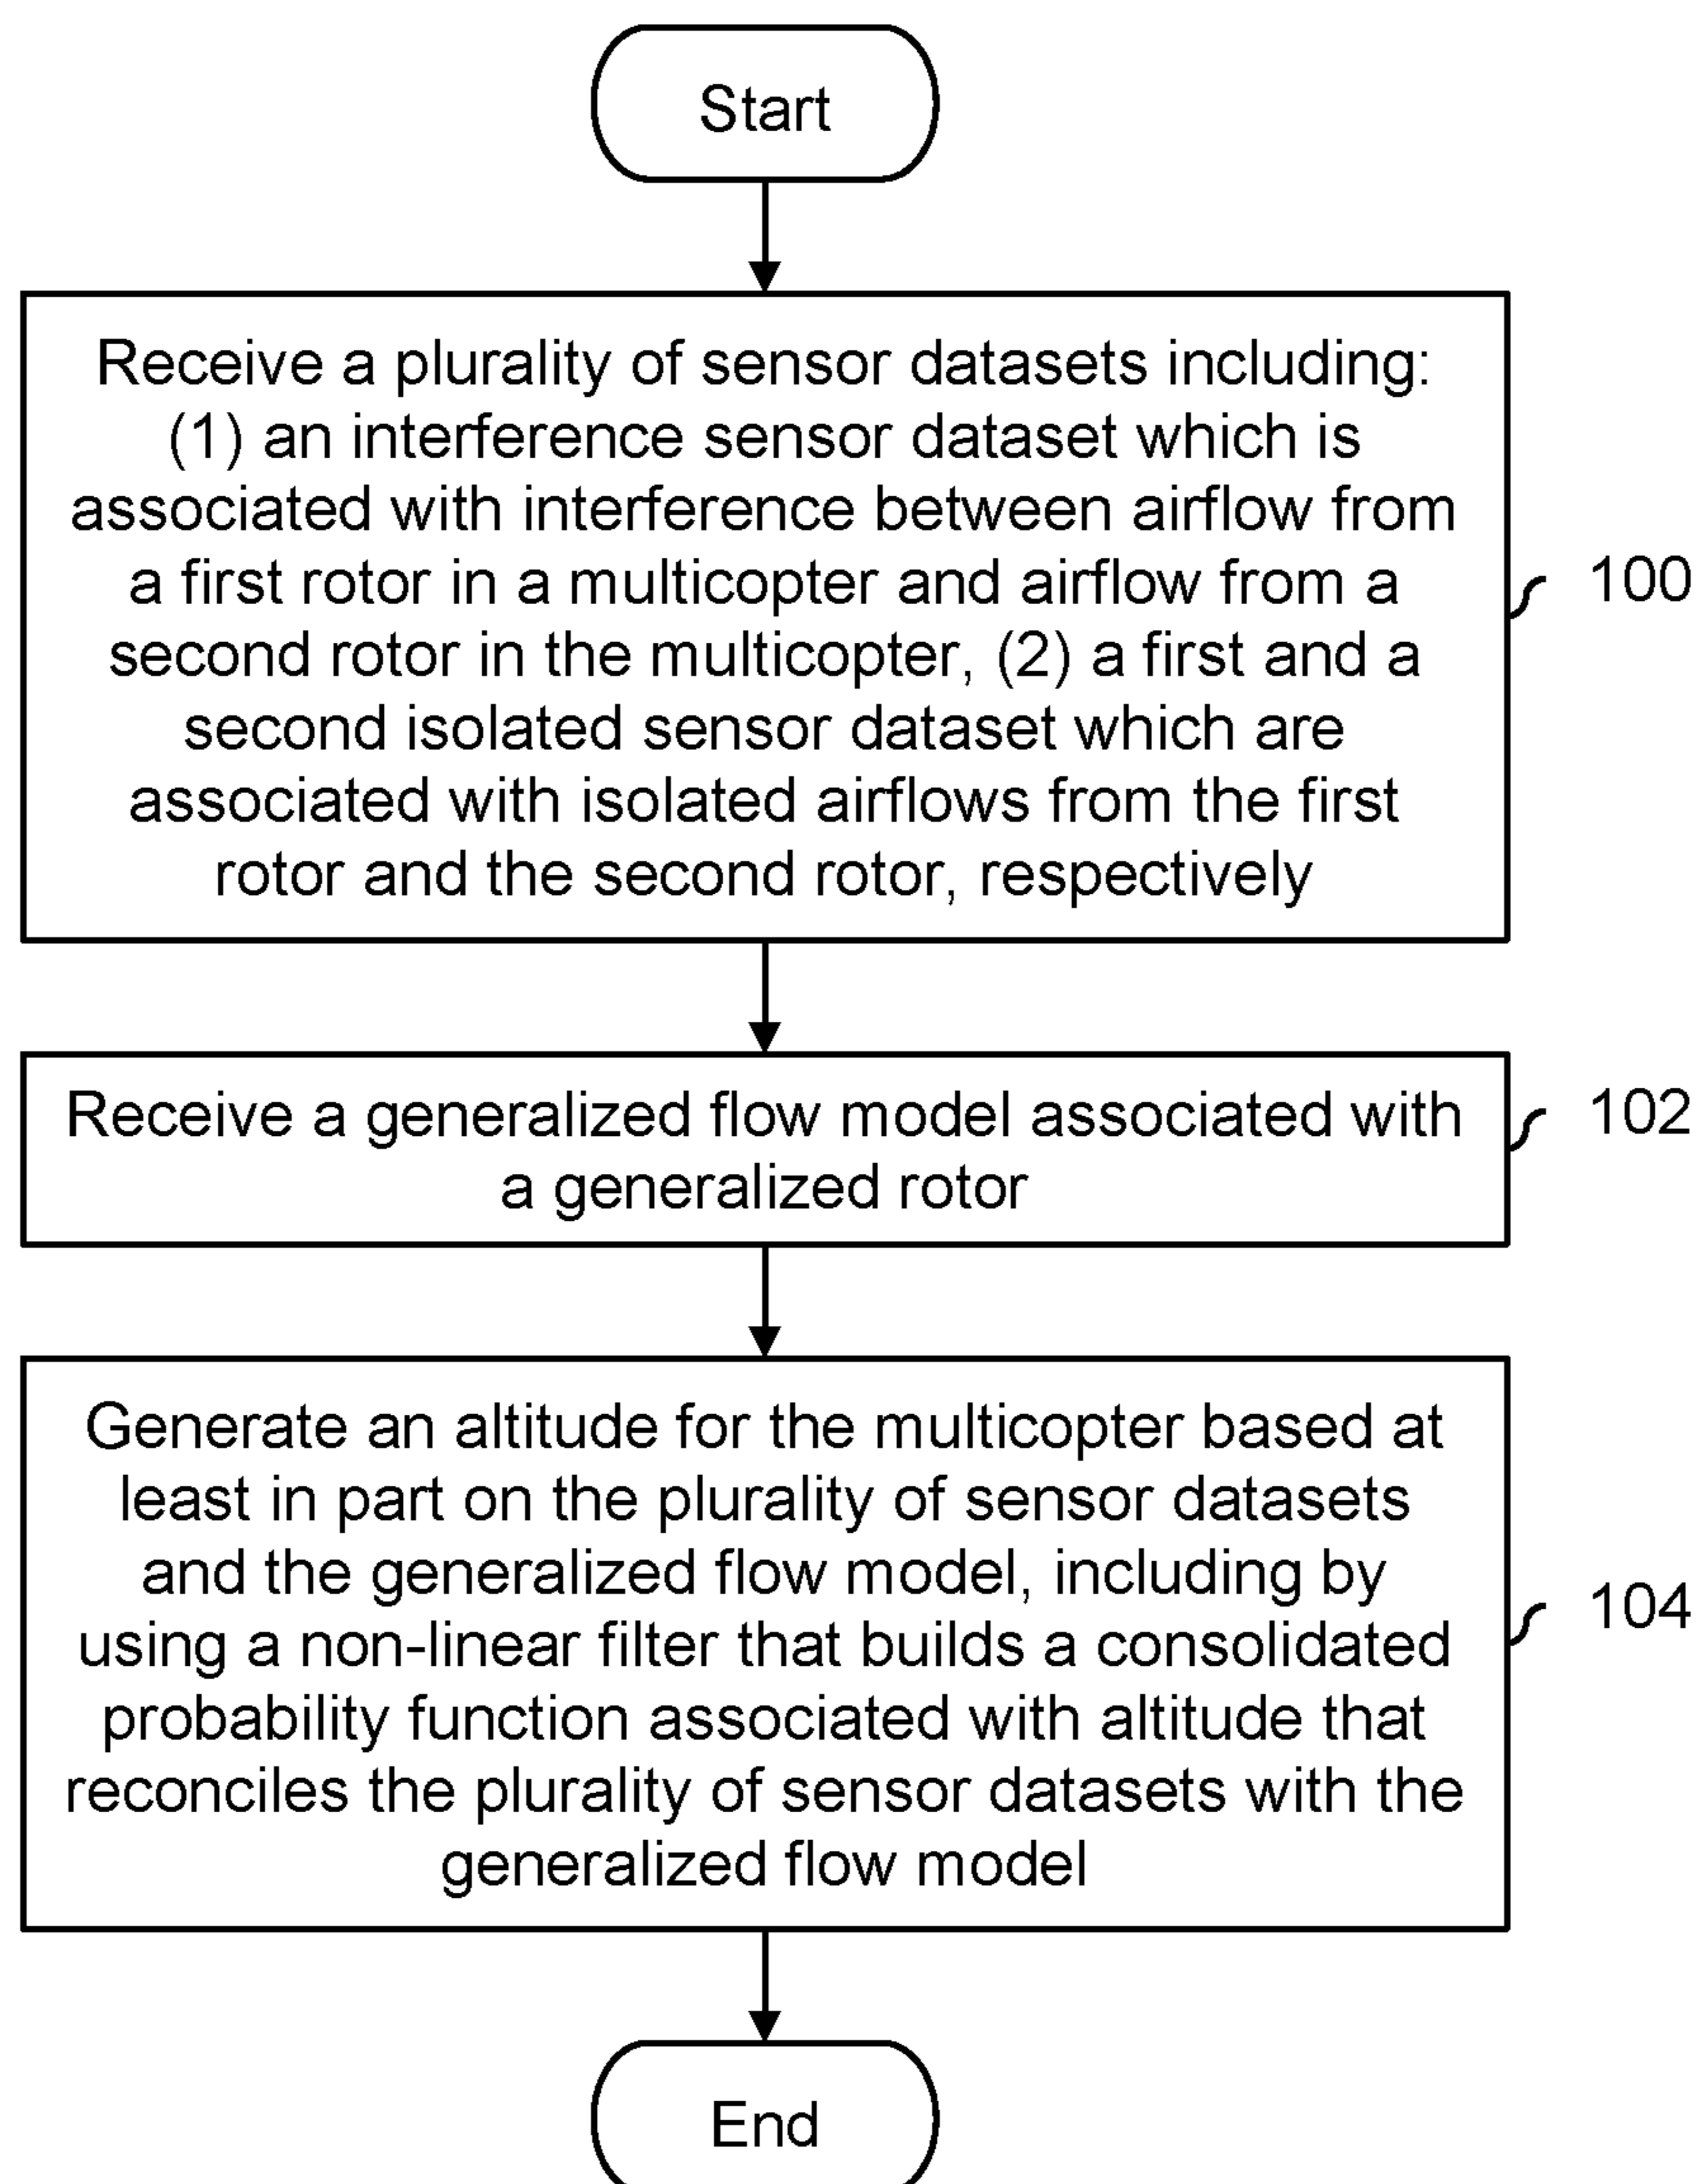 Start
Receive a plurality of sensor datasets including:
(1) an interference sensor dataset which is
associated with interference between airflow from
a first rotor in a multicopter and airflow from a
second rotor in the multicopter, (2) a first and a
second isolated sensor dataset which are
associated with isolated airflows from the first
rotor and the second rotor, respectively
100
Receive a generalized flow model associated with
a generalized rotor
102
Generate an altitude for the multicopter based at
least in part on the plurality of sensor datasets
and the generalized flow model, including by
using a non-linear filter that builds a consolidated
probability function associated with altitude that
reconciles the plurality of sensor datasets with the
generalized flow model
104
End